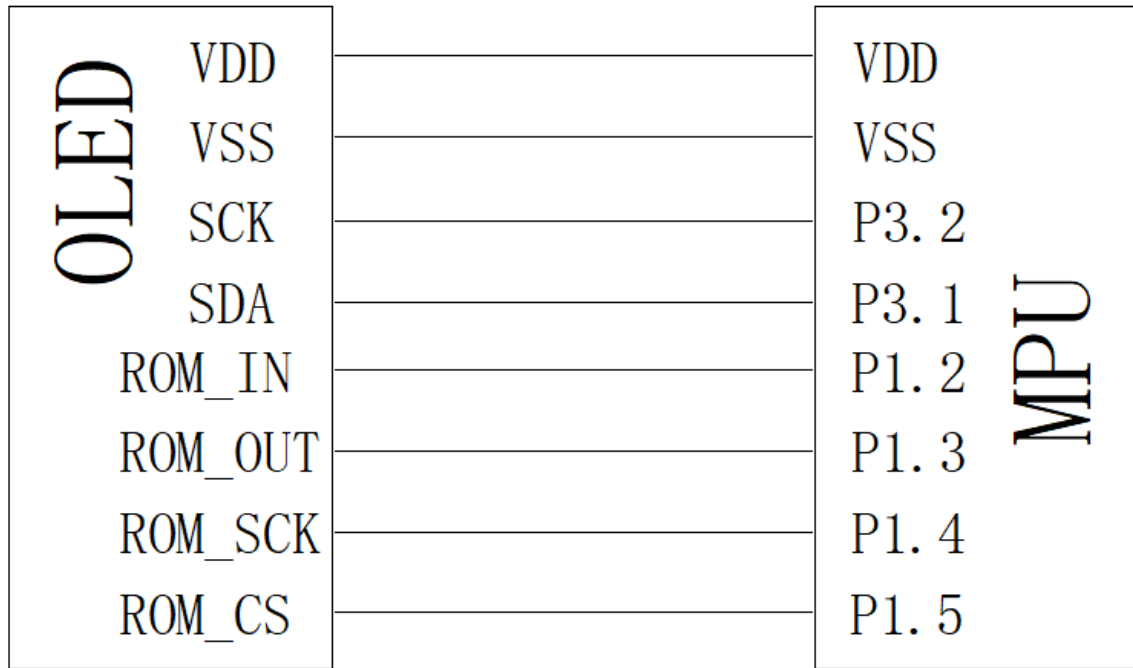 OLED
VDD
VSS
SCK
SDA
ROM_IN
ROM_OUT
ROM_SCK
ROM_CS
VDD
VSS
P3.2
P3.1
P1.2
P1.3
P1.4
P1.5
MPU